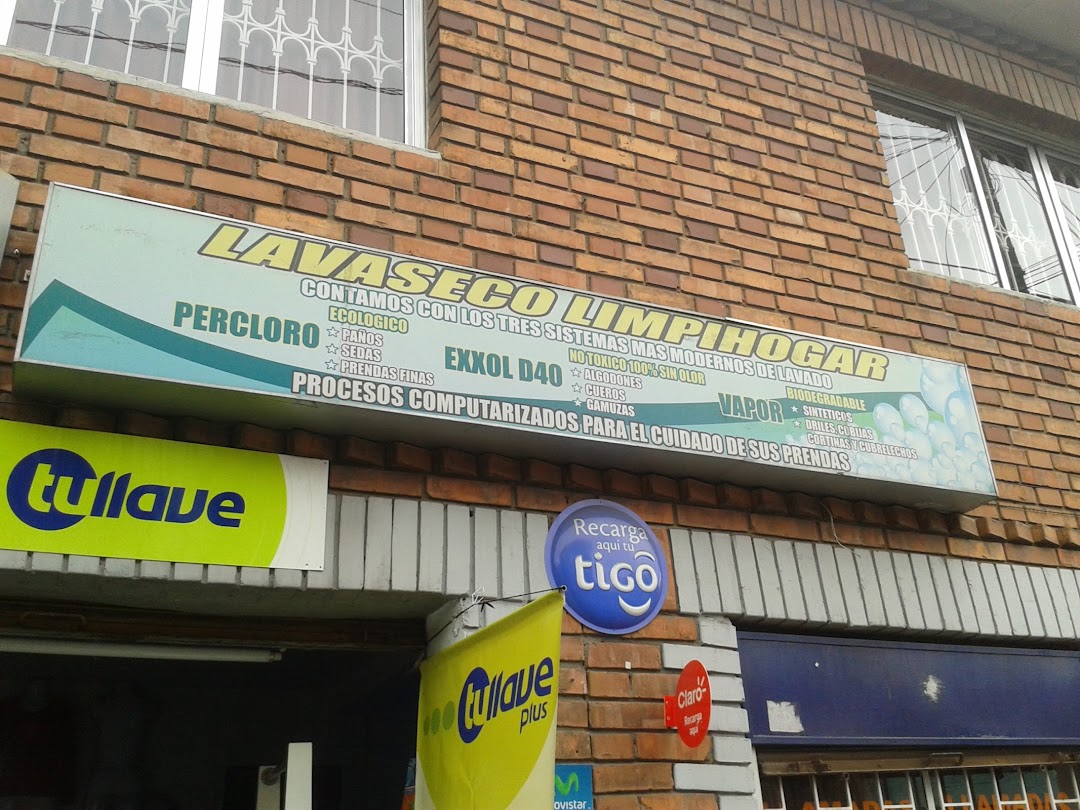 LAVASECO LIMPIHOGAR
CONTAMOS CON LOS TRES SISTEMAS MAS MODERNOS DE LAVADO
PERCLORO
ECOLOGICO
PAÑOS
SEDAS
PRENDAS FINAS
EXXOL D40
NO TOXICO 100% SIN OLOR
ALGODONES
CUEROS
GAMUZAS
VAPOR
BIODEGRADABLE
SINTETICOS
DRILES, COBIJAS
CORTINAS Y CUBRELECHOS
PROCESOS COMPUTARIZADOS PARA EL CUIDADO DE SUS PRENDAS
tullave
Recarga
aquí tu
tiGO
tullave
plus
Claro
Recarga
aquí
movistar